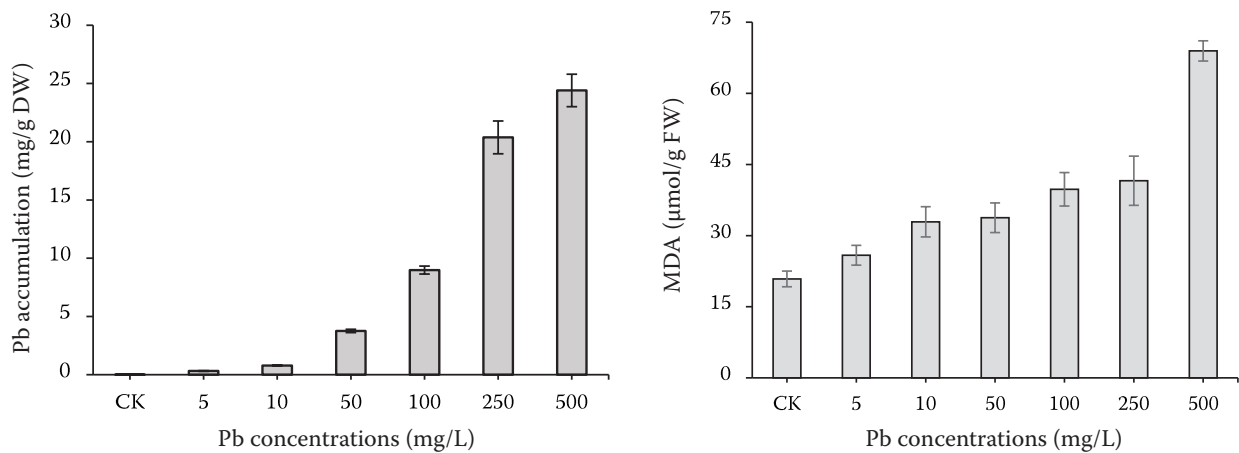 Pb accumulation (mg/g DW)
30
25
20
15
10
5
0
CK 5 10 50 100 250 500
Pb concentrations (mg/L)
MDA (µmol/g FW)
75
60
45
30
15
0
CK 5 10 50 100 250 500
Pb concentrations (mg/L)